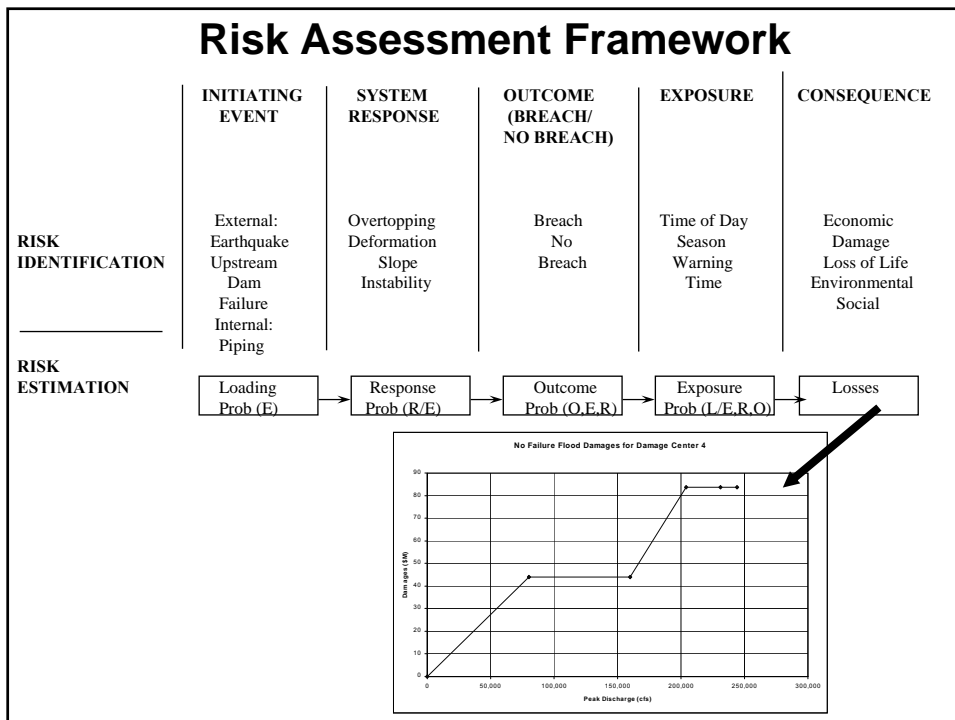 Risk Assessment Framework
INITIATING
EVENT
SYSTEM
RESPONSE
OUTCOME
(BREACH/
NO BREACH)
EXPOSURE
CONSEQUENCE
RISK
IDENTIFICATION
External:
Earthquake
Upstream
Dam
Failure
Internal:
Piping
Overtopping
Deformation
Slope
Instability
Breach
No
Breach
Time of Day
Season
Warning
Time
Economic
Damage
Loss of Life
Environmental
Social
RISK
ESTIMATION
Loading
Prob (E)
Response
Prob (R/E)
Outcome
Prob (O,E,R)
Exposure
Prob (L/E,R,O)
Losses
No Failure Flood Damages for Damage Center 4
Damages ($M)
90
80
70
60
50
40
30
20
10
0
0
50,000
100,000
150,000
200,000
250,000
300,000
Peak Discharge (cfs)